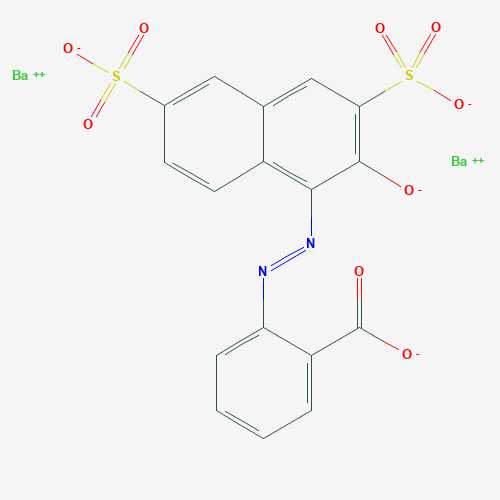 O O O
O - S S
Ba ++ O -
O
Ba ++
O -
N
N O
O -